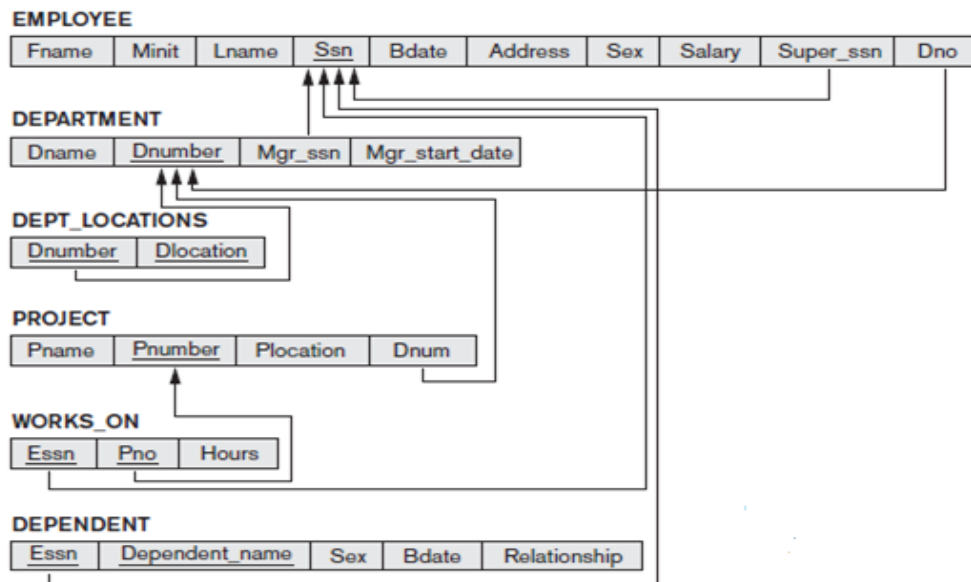 EMPLOYEE
Fname Minit Lname Ssn Bdate Address Sex Salary Super_ssn Dno
DEPARTMENT
Dname Dnumber Mgr_ssn Mgr_start_date
DEPT_LOCATIONS
Dnumber Dlocation
PROJECT
Pname Pnumber Plocation Dnum
WORKS_ON
Essn Pno Hours
DEPENDENT
Essn Dependent_name Sex Bdate Relationship